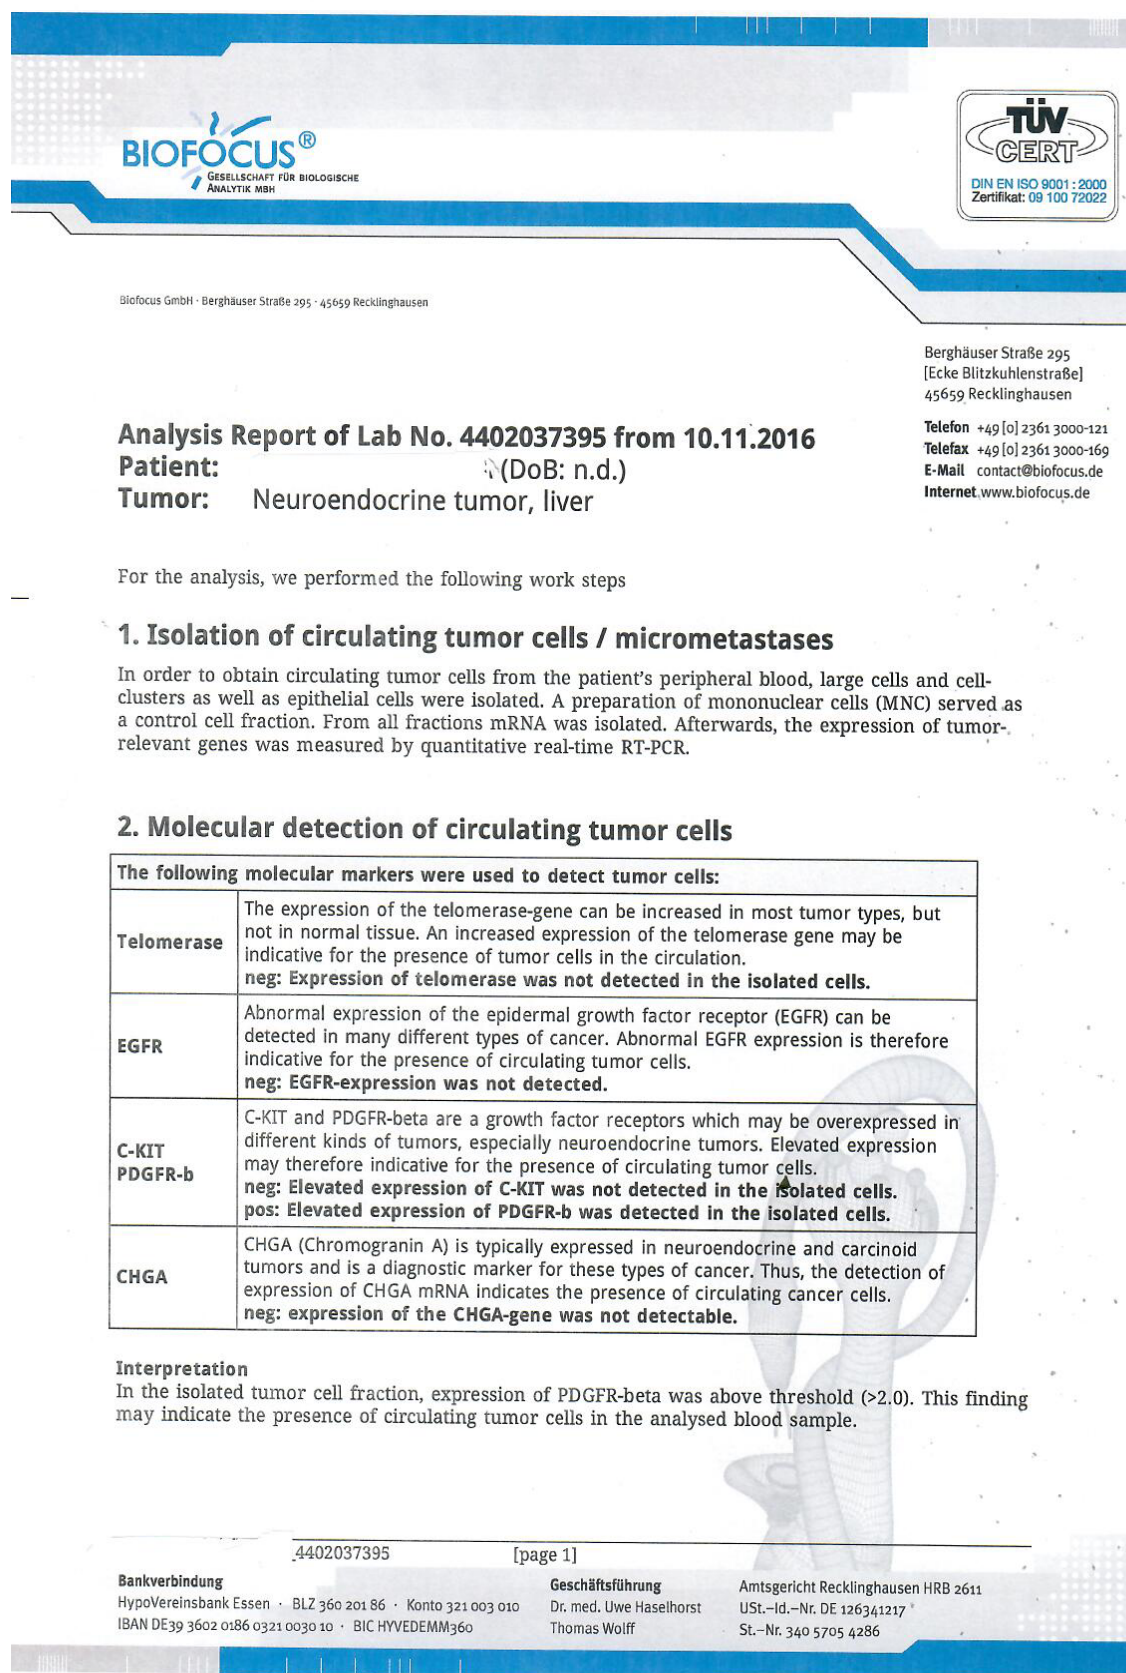 BIOFOCUS®
GESELLSCHAFT FÜR BIOLOGISCHE
ANALYTIK MBH
TÜV
CERT
DIN EN ISO 9001 : 2000
Zertifikat: 09 100 72022
Biofocus GmbH · Berghäuser Straße 295 · 45659 Recklinghausen
Berghäuser Straße 295
[Ecke Blitzkuhlenstraße]
45659 Recklinghausen
Telefon +49 [0] 2361 3000-121
Telefax +49 [0] 2361 3000-169
E-Mail contact@biofocus.de
Internet www.biofocus.de
Analysis Report of Lab No. 4402037395 from 10.11.2016
Patient: (DoB: n.d.)
Tumor: Neuroendocrine tumor, liver
For the analysis, we performed the following work steps
1. Isolation of circulating tumor cells / micrometastases
In order to obtain circulating tumor cells from the patient's peripheral blood, large cells and cell-
clusters as well as epithelial cells were isolated. A preparation of mononuclear cells (MNC) served as
a control cell fraction. From all fractions mRNA was isolated. Afterwards, the expression of tumor-
relevant genes was measured by quantitative real-time RT-PCR.
2. Molecular detection of circulating tumor cells
The following molecular markers were used to detect tumor cells:
Telomerase
The expression of the telomerase-gene can be increased in most tumor types, but
not in normal tissue. An increased expression of the telomerase gene may be
indicative for the presence of tumor cells in the circulation.
neg: Expression of telomerase was not detected in the isolated cells.
EGFR
Abnormal expression of the epidermal growth factor receptor (EGFR) can be
detected in many different types of cancer. Abnormal EGFR expression is therefore
indicative for the presence of circulating tumor cells.
neg: EGFR-expression was not detected.
C-KIT
PDGFR-b
C-KIT and PDGFR-beta are a growth factor receptors which may be overexpressed in
different kinds of tumors, especially neuroendocrine tumors. Elevated expression
may therefore indicative for the presence of circulating tumor cells.
neg: Elevated expression of C-KIT was not detected in the isolated cells.
pos: Elevated expression of PDGFR-b was detected in the isolated cells.
CHGA
CHGA (Chromogranin A) is typically expressed in neuroendocrine and carcinoid
tumors and is a diagnostic marker for these types of cancer. Thus, the detection of
expression of CHGA mRNA indicates the presence of circulating cancer cells.
neg: expression of the CHGA-gene was not detectable.
Interpretation
In the isolated tumor cell fraction, expression of PDGFR-beta was above threshold (>2.0). This finding
may indicate the presence of circulating tumor cells in the analysed blood sample.
4402037395 [page 1]
Bankverbindung
HypoVereinsbank Essen · BLZ 360 201 86 · Konto 321 003 010
IBAN DE39 3602 0186 0321 0030 10 · BIC HYVEDEMM360
Geschäftsführung
Dr. med. Uwe Haselhorst
Thomas Wolff
Amtsgericht Recklinghausen HRB 2611
USt.-Id.-Nr. DE 126341217
St.-Nr. 340 5705 4286